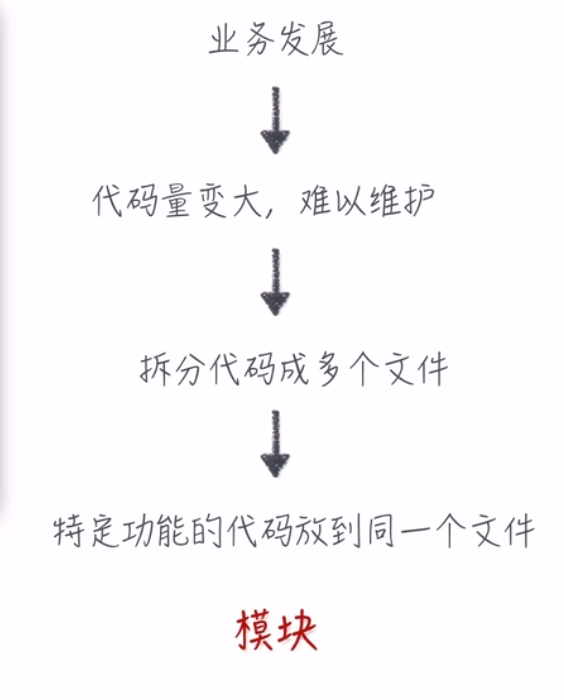 业务发展
代码量变大，难以维护
拆分代码成多个文件
特定功能的代码放到同一个文件
模块